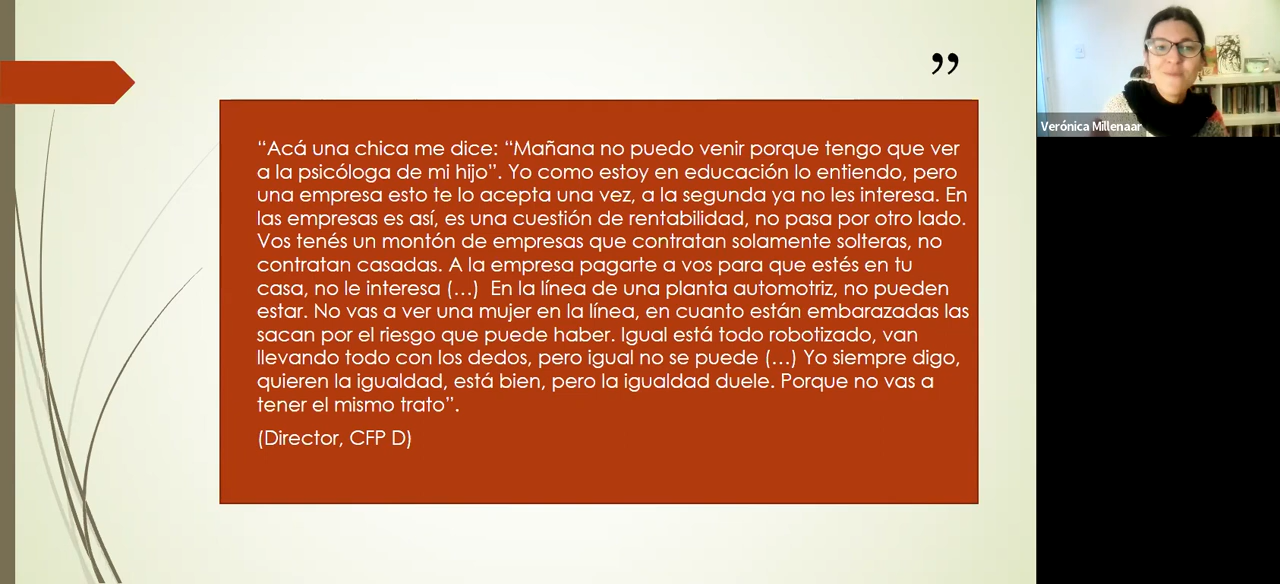 ”
“Acá una chica me dice: “Mañana no puedo venir porque tengo que ver
a la psicóloga de mi hijo”. Yo como estoy en educación lo entiendo, pero
una empresa esto te lo acepta una vez, a la segunda ya no les interesa. En
las empresas es así, es una cuestión de rentabilidad, no pasa por otro lado.
Vos tenés un montón de empresas que contratan solamente solteras, no
contratan casadas. A la empresa pagarte a vos para que estés en tu
casa, no le interesa (…)  En la línea de una planta automotriz, no pueden
estar. No vas a ver una mujer en la línea, en cuanto están embarazadas las
sacan por el riesgo que puede haber. Igual está todo robotizado, van
llevando todo con los dedos, pero igual no se puede (…) Yo siempre digo,
quieren la igualdad, está bien, pero la igualdad duele. Porque no vas a
tener el mismo trato”.
(Director, CFP D)
Verónica Millenaar